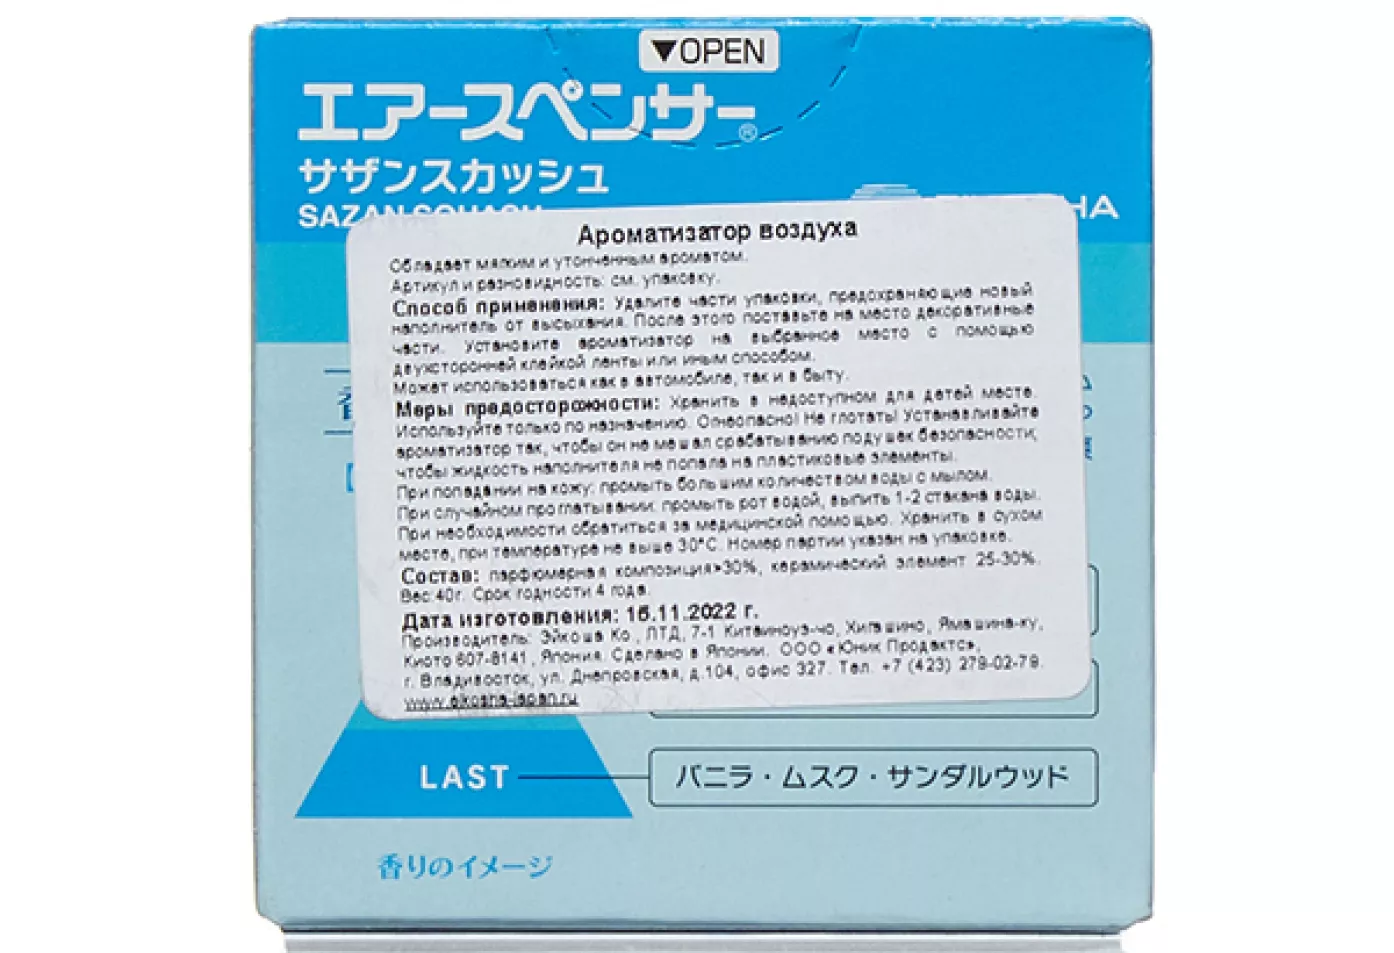 ▼OPEN
エアースペンサー®
サザンスカッシュ
SAZAN SQUASH
Ароматизатор воздуха
Обладает мягким и утонченным ароматом.
Артикул и разновидность: см. упаковку.
Способ применения: Удалите части упаковки, предохраняющие новый
наполнитель от высыхания. После этого поставьте на место декоративные
части. Установите ароматизатор на выбранное место с помощью
двухсторонней клейкой ленты или иным способом.
Может использоваться как в автомобиле, так и в быту.
Меры предосторожности: Хранить в недоступном для детей месте.
Используйте только по назначению. Огнеопасно! Не глотать! Устанавливайте
ароматизатор так, чтобы он не мешал срабатыванию подушек безопасности;
чтобы жидкость наполнителя не попала на пластиковые элементы.
При попадании на кожу: промыть большим количеством воды с мылом.
При случайном проглатывании: промыть рот водой, выпить 1-2 стакана воды.
При необходимости обратиться за медицинской помощью. Хранить в сухом
месте, при температуре не выше 30°С. Номер партии указан на упаковке.
Состав: парфюмерная композиция>30%, керамический элемент 25-30%.
Вес:40г. Срок годности 4 года.
Дата изготовления: 16.11.2022 г.
Производитель: Эйкоша Ко., ЛТД, 7-1 Китаиноуэ-чо, Хигашино, Ямашина-ку,
Киото 607-8141, Япония. Сделано в Японии. ООО «Юник Продактс»,
г. Владивосток, ул. Днепровская, д.104, офис 327. Тел. +7 (423) 279-02-79.
www.eikosha-japan.ru
LAST
バニラ・ムスク・サンダルウッド
香りのイメージ